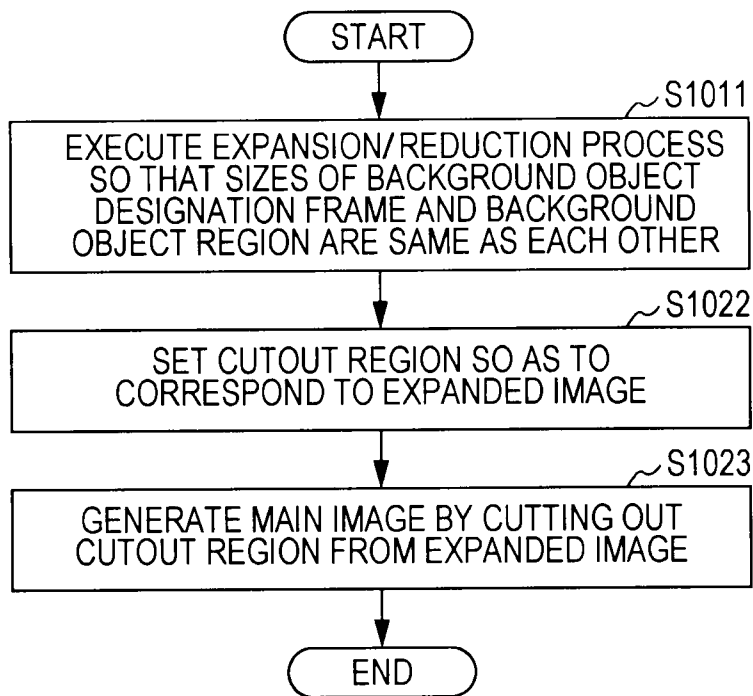 START
S1011
EXECUTE EXPANSION/REDUCTION PROCESS
SO THAT SIZES OF BACKGROUND OBJECT
DESIGNATION FRAME AND BACKGROUND
OBJECT REGION ARE SAME AS EACH OTHER
S1022
SET CUTOUT REGION SO AS TO
CORRESPOND TO EXPANDED IMAGE
S1023
GENERATE MAIN IMAGE BY CUTTING OUT
CUTOUT REGION FROM EXPANDED IMAGE
END